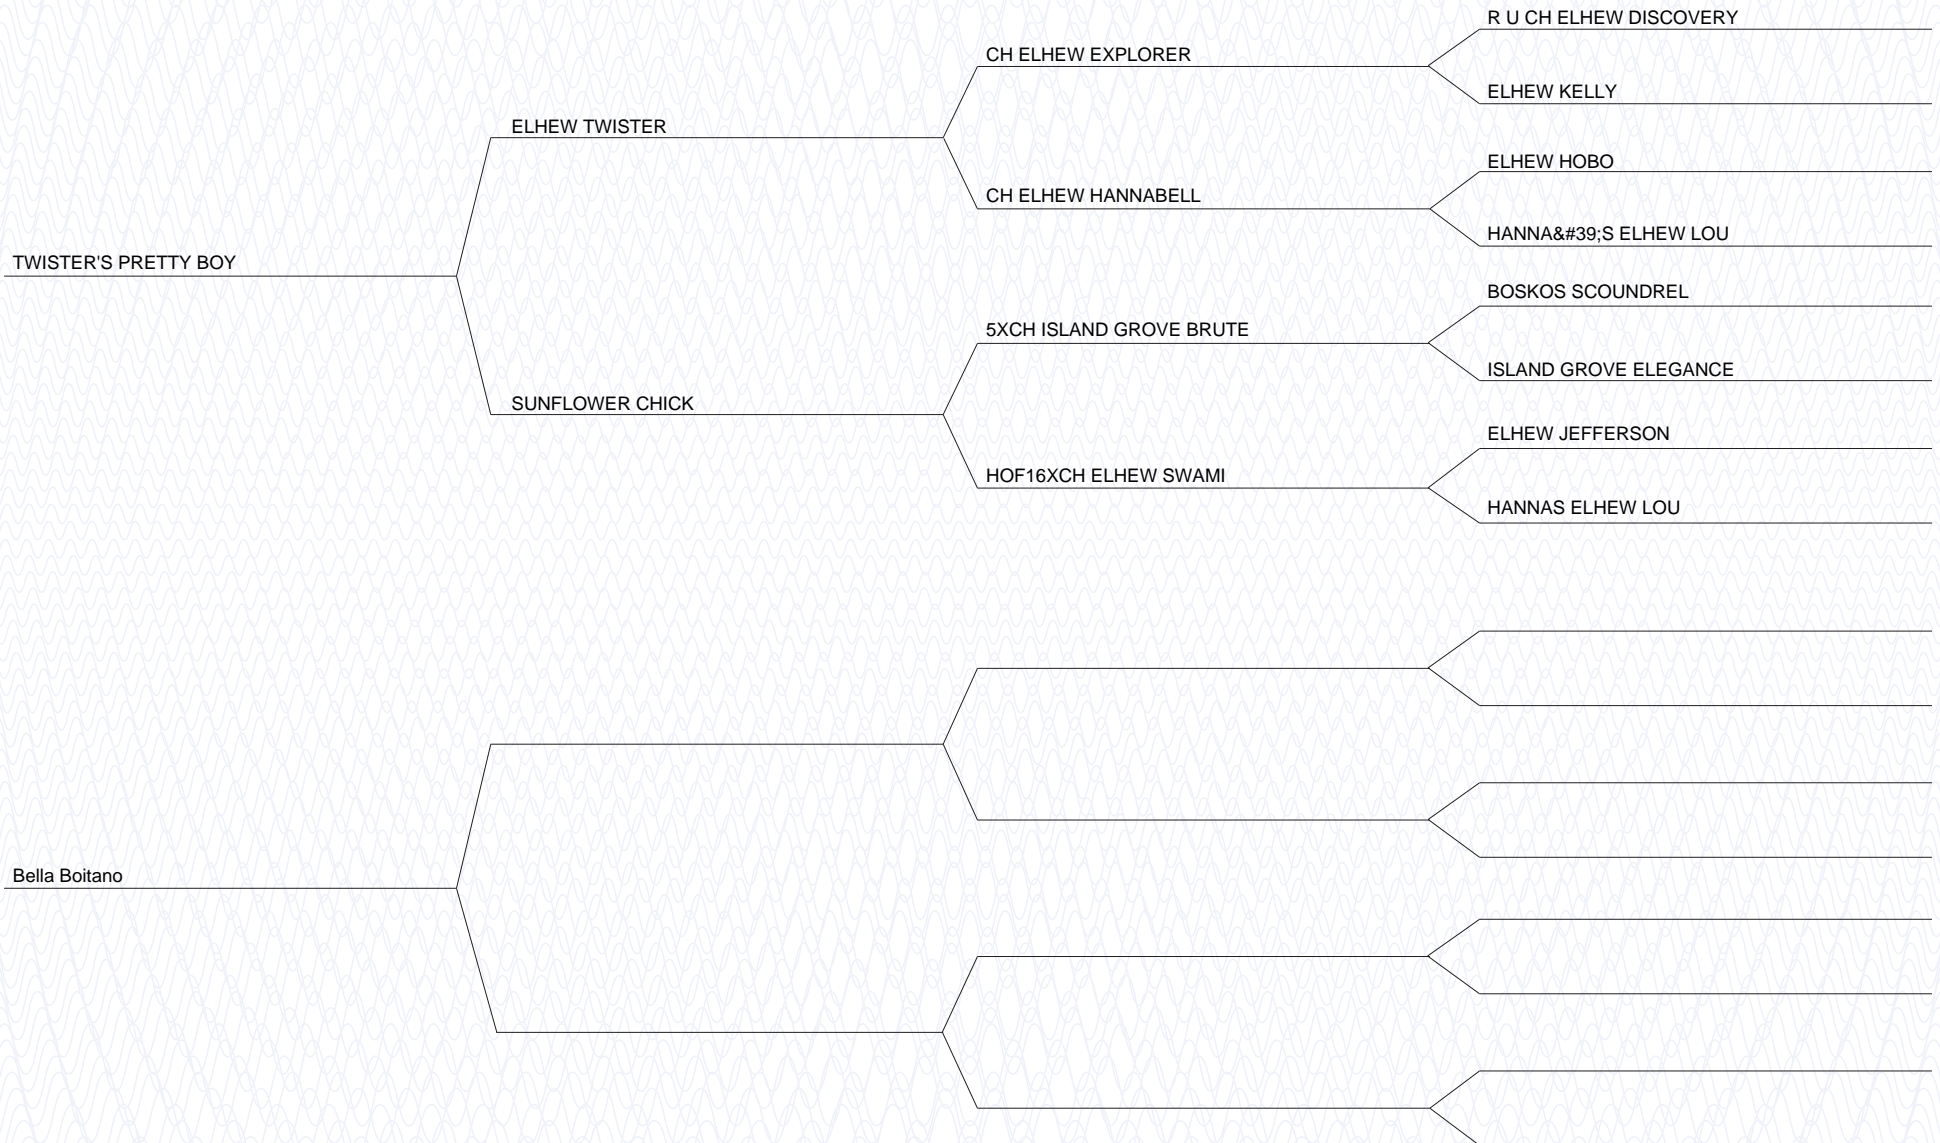 R U CH ELHEW DISCOVERY
CH ELHEW EXPLORER
ELHEW KELLY
ELHEW TWISTER
ELHEW HOBO
CH ELHEW HANNABELL
HANNA&#39;S ELHEW LOU
TWISTER'S PRETTY BOY
BOSKOS SCOUNDREL
5XCH ISLAND GROVE BRUTE
ISLAND GROVE ELEGANCE
SUNFLOWER CHICK
ELHEW JEFFERSON
HOF16XCH ELHEW SWAMI
HANNAS ELHEW LOU
Bella Boitano